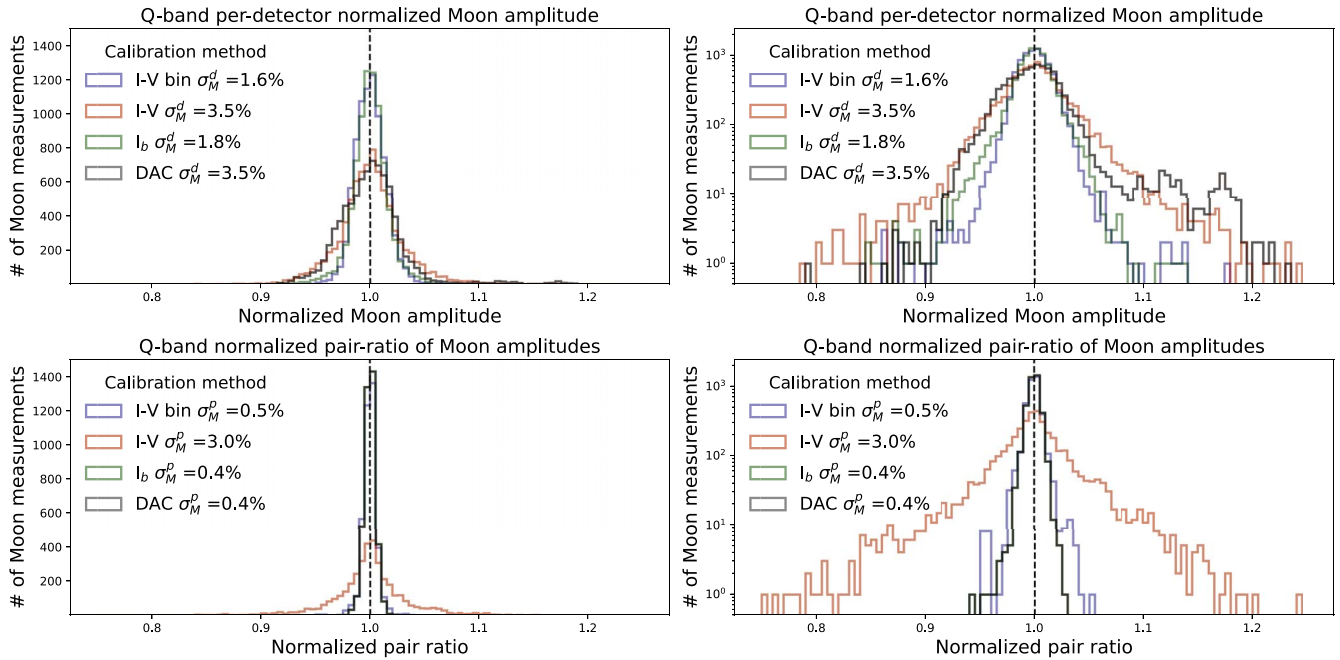 Q-band per-detector normalized Moon amplitude
# of Moon measurements
1400
1200
1000
800
600
400
200
Calibration method
I-V bin σ_M^d =1.6%
I-V σ_M^d =3.5%
I_b σ_M^d =1.8%
DAC σ_M^d =3.5%
0.8 0.9 1.0 1.1 1.2
Normalized Moon amplitude
Q-band per-detector normalized Moon amplitude
# of Moon measurements
10^3
10^2
10^1
10^0
Calibration method
I-V bin σ_M^d =1.6%
I-V σ_M^d =3.5%
I_b σ_M^d =1.8%
DAC σ_M^d =3.5%
0.8 0.9 1.0 1.1 1.2
Normalized Moon amplitude
Q-band normalized pair-ratio of Moon amplitudes
# of Moon measurements
1400
1200
1000
800
600
400
200
Calibration method
I-V bin σ_M^p =0.5%
I-V σ_M^p =3.0%
I_b σ_M^p =0.4%
DAC σ_M^p =0.4%
0.8 0.9 1.0 1.1 1.2
Normalized pair ratio
Q-band normalized pair-ratio of Moon amplitudes
# of Moon measurements
10^3
10^2
10^1
10^0
Calibration method
I-V bin σ_M^p =0.5%
I-V σ_M^p =3.0%
I_b σ_M^p =0.4%
DAC σ_M^p =0.4%
0.8 0.9 1.0 1.1 1.2
Normalized pair ratio